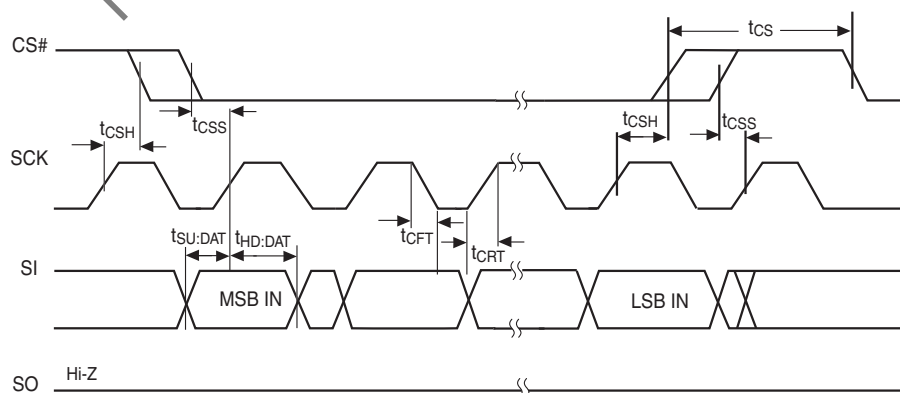 tCS
CS#
tCSH
tCSS
tCSH
tCSS
SCK
tSU:DAT
tHD:DAT
tCFT
tCRT
SI
MSB IN
LSB IN
SO
Hi-Z